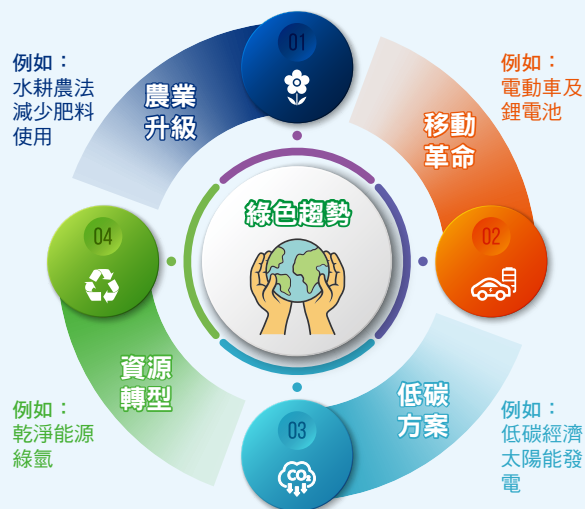 01
例如：
水耕農法
減少肥料
使用
農業
升級
例如：
電動車及
鋰電池
移動
革命
綠色趨勢
04
02
資源
轉型
低碳
方案
例如：
乾淨能源
綠氫
03
CO₂
例如：
低碳經濟
太陽能發
電